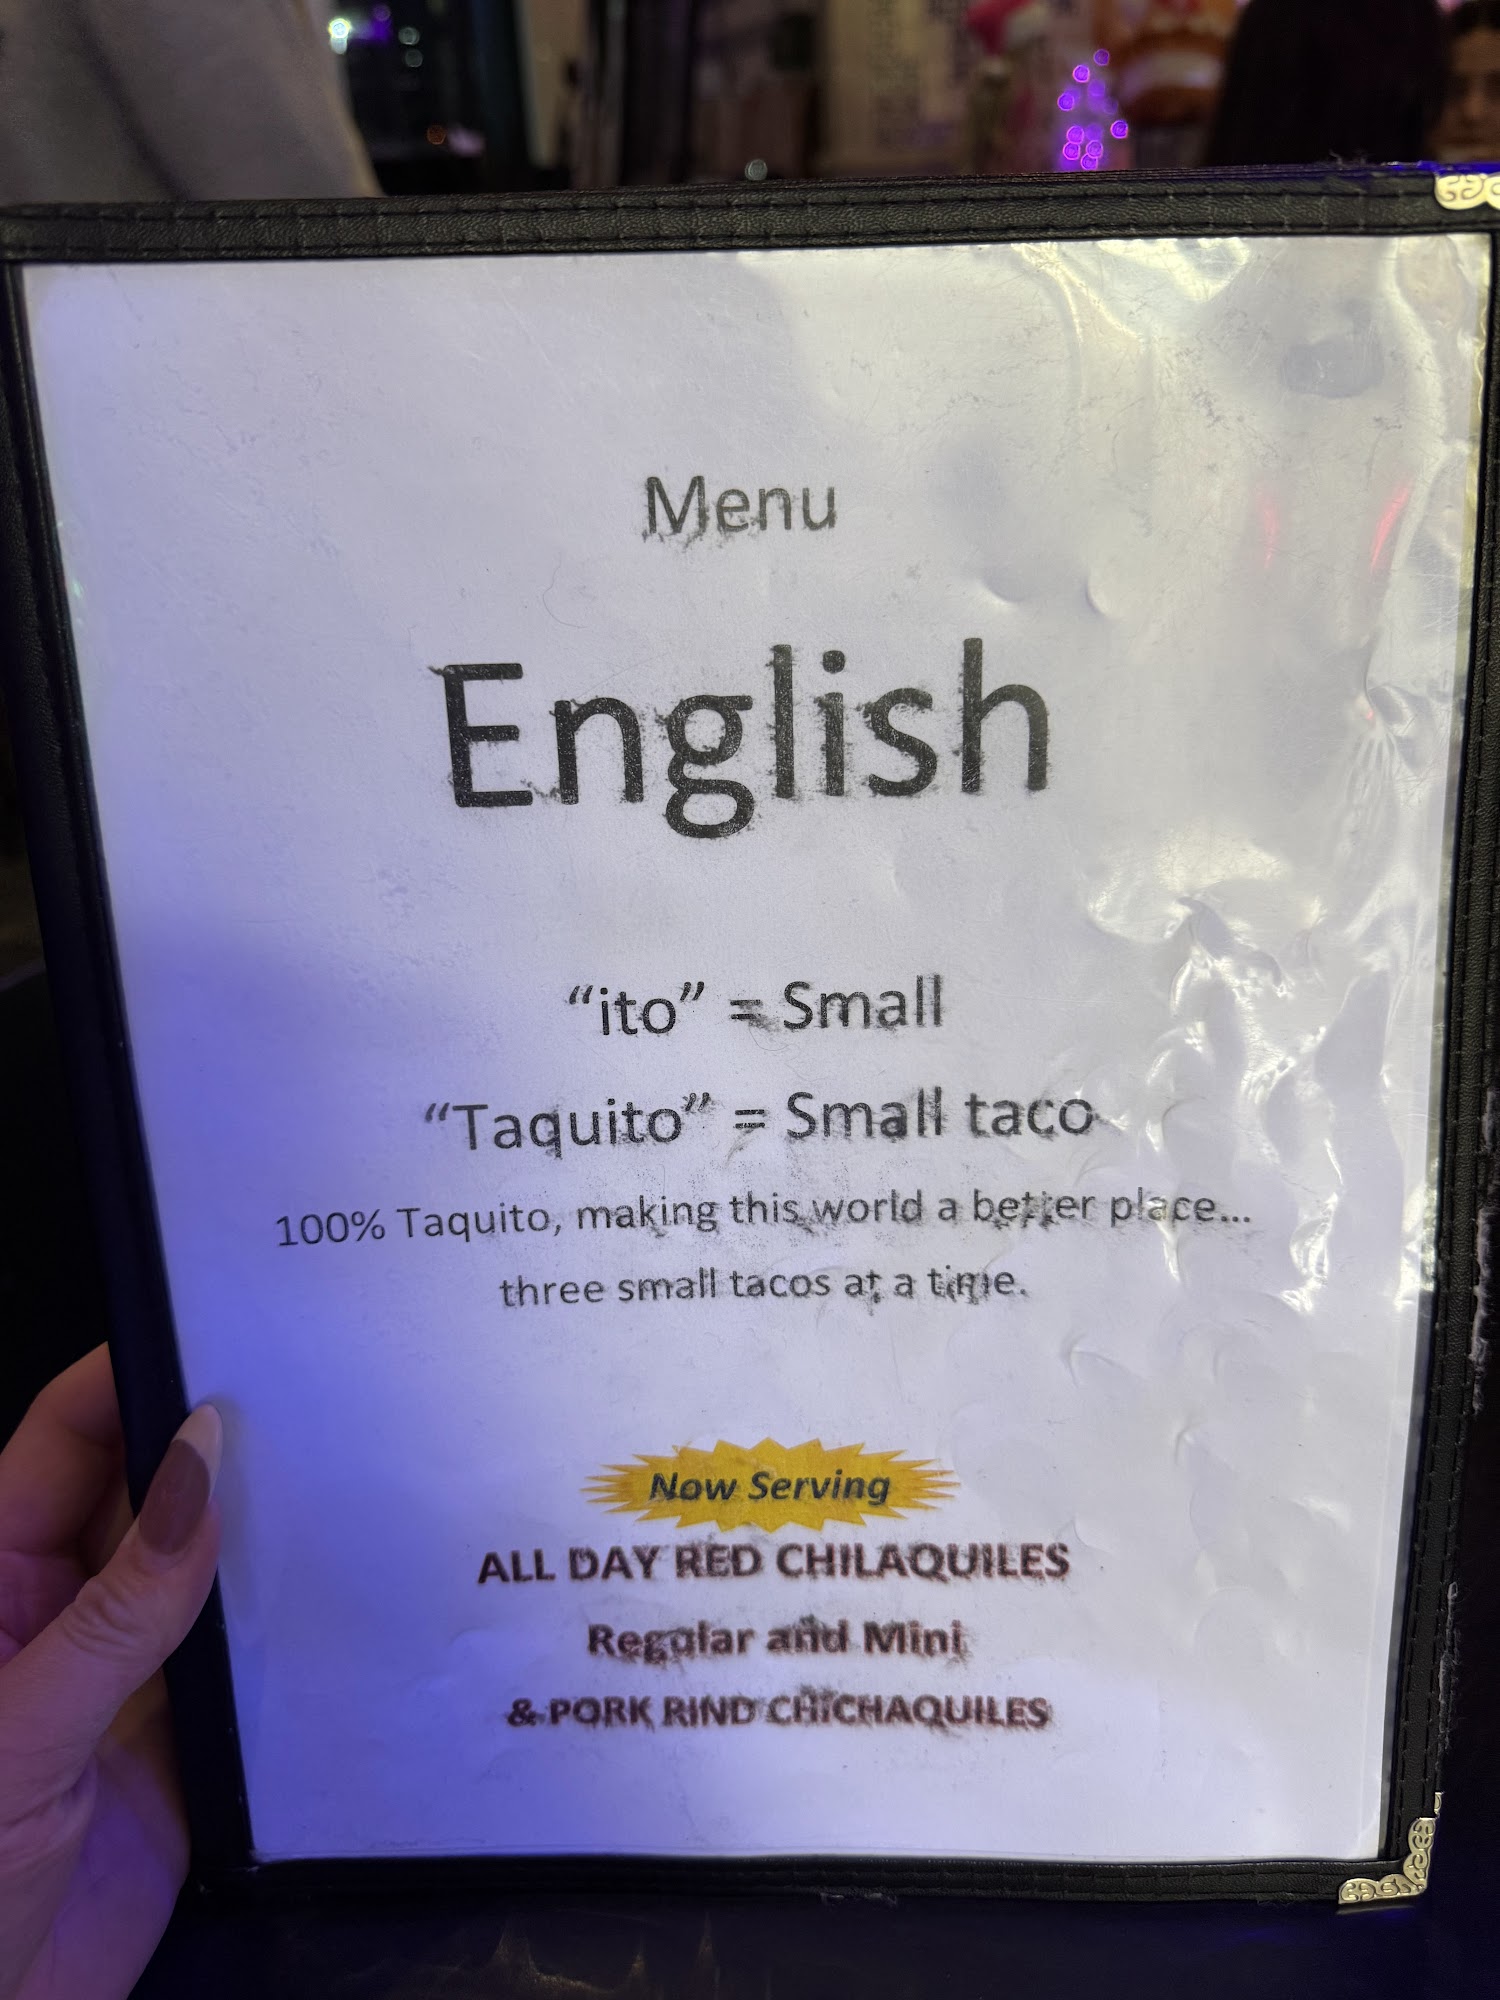 Menu
English
“ito” = Small
“Taquito” = Small taco
100% Taquito, making this world a better place...
three small tacos at a time.
Now Serving
ALL DAY RED CHILAQUILES
Regular and Mini
& PORK RIND CHICHAQUILES